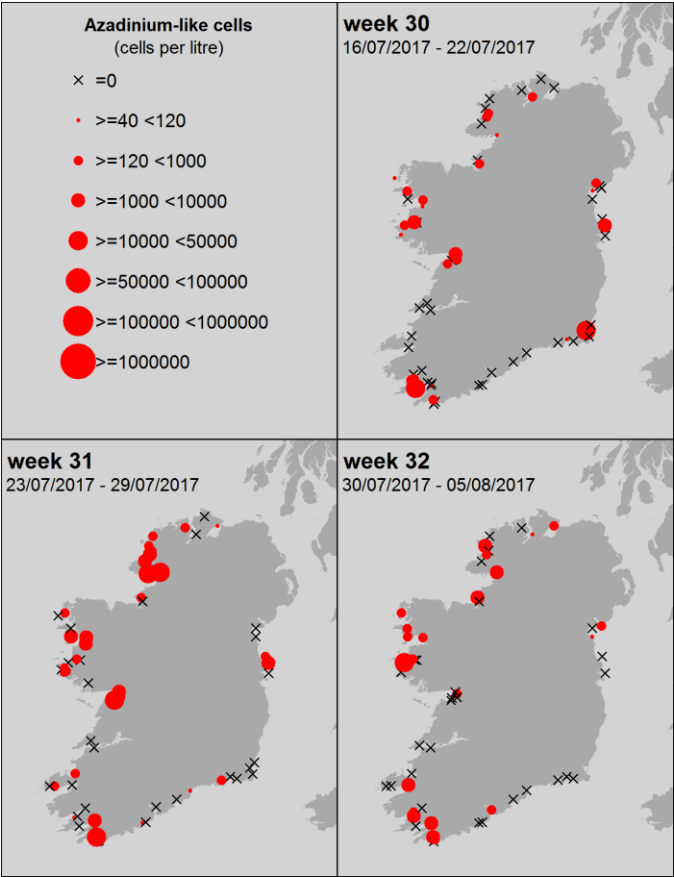 Azadinium-like cells
(cells per litre)
=0
>=40 <120
>=120 <1000
>=1000 <10000
>=10000 <50000
>=50000 <100000
>=100000 <1000000
>=1000000
week 30
16/07/2017 - 22/07/2017
week 31
23/07/2017 - 29/07/2017
week 32
30/07/2017 - 05/08/2017